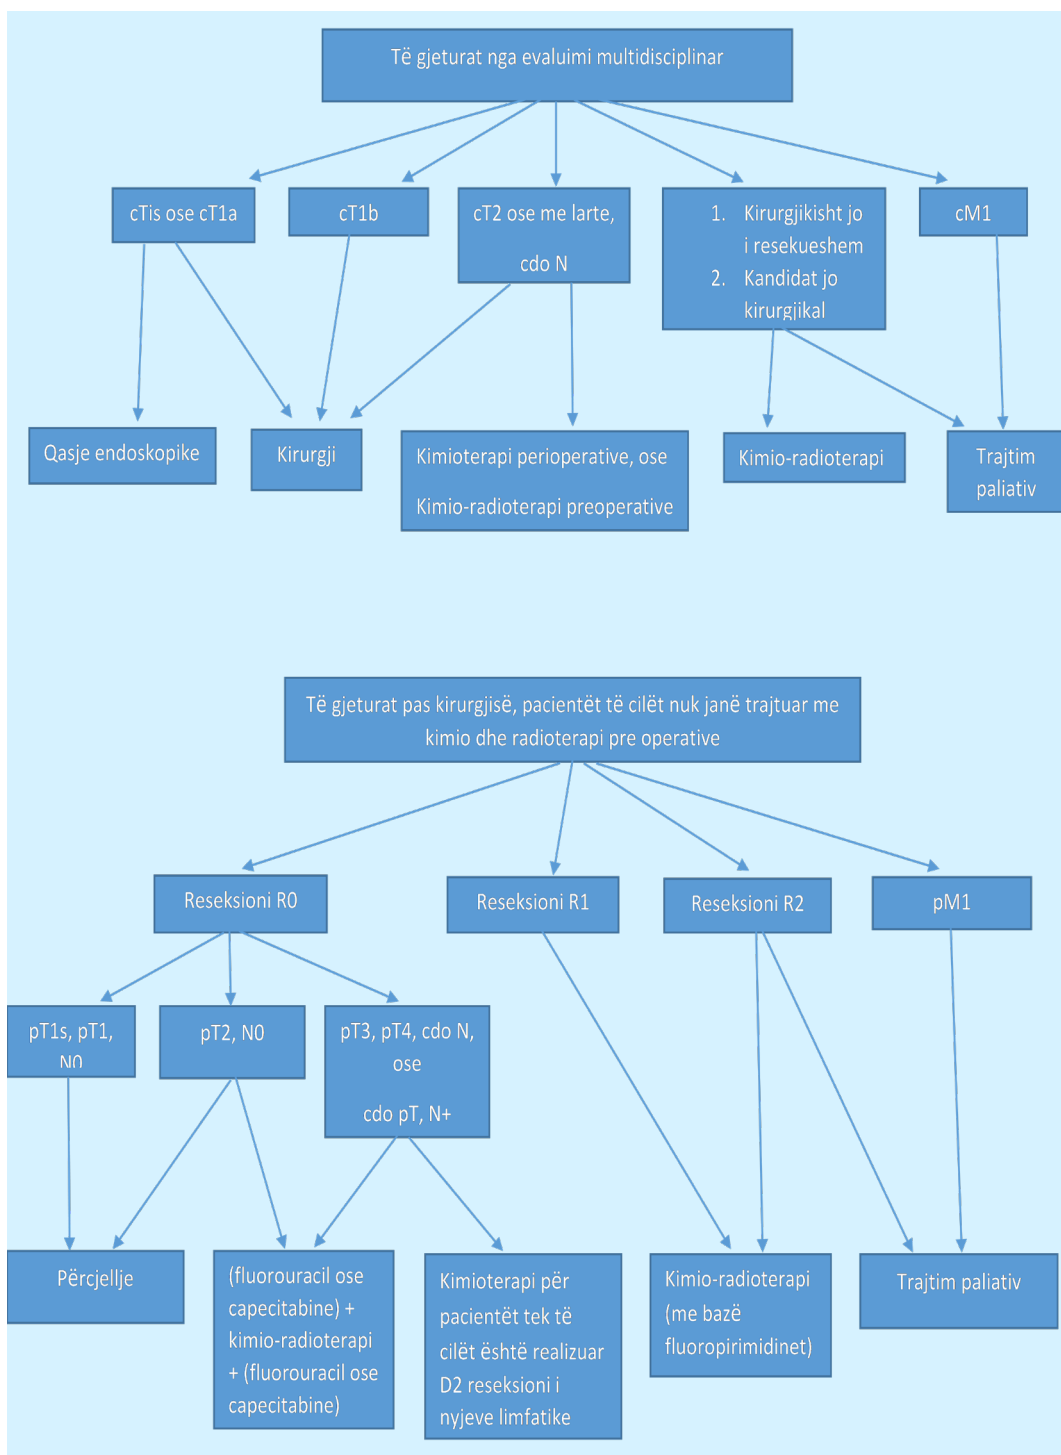 Të gjeturat nga evaluimi multidisciplinar
cTis ose cT1a
cT1b
cT2 ose me larte,
cdo N
1. Kirurgjikisht jo
i resekueshem
2. Kandidat jo
kirurgjikal
cM1
Qasje endoskopike
Kirurgji
Kimioterapi perioperative, ose
Kimio-radioterapi preoperative
Kimio-radioterapi
Trajtim
paliativ
Të gjeturat pas kirurgjisë, pacientët të cilët nuk janë trajtuar me
kimio dhe radioterapi pre operative
Reseksioni R0
Reseksioni R1
Reseksioni R2
pM1
pT1s, pT1,
N0
pT2, N0
pT3, pT4, cdo N,
ose
cdo pT, N+
Përcjellje
(fluorouracil ose
capecitabine) +
kimio-radioterapi
+ (fluorouracil ose
capecitabine)
Kimioterapi për
pacientët tek të
cilët është realizuar
D2 reseksioni i
nyjeve limfatike
Kimio-radioterapi
(me bazë
fluoropirimidinet)
Trajtim paliativ